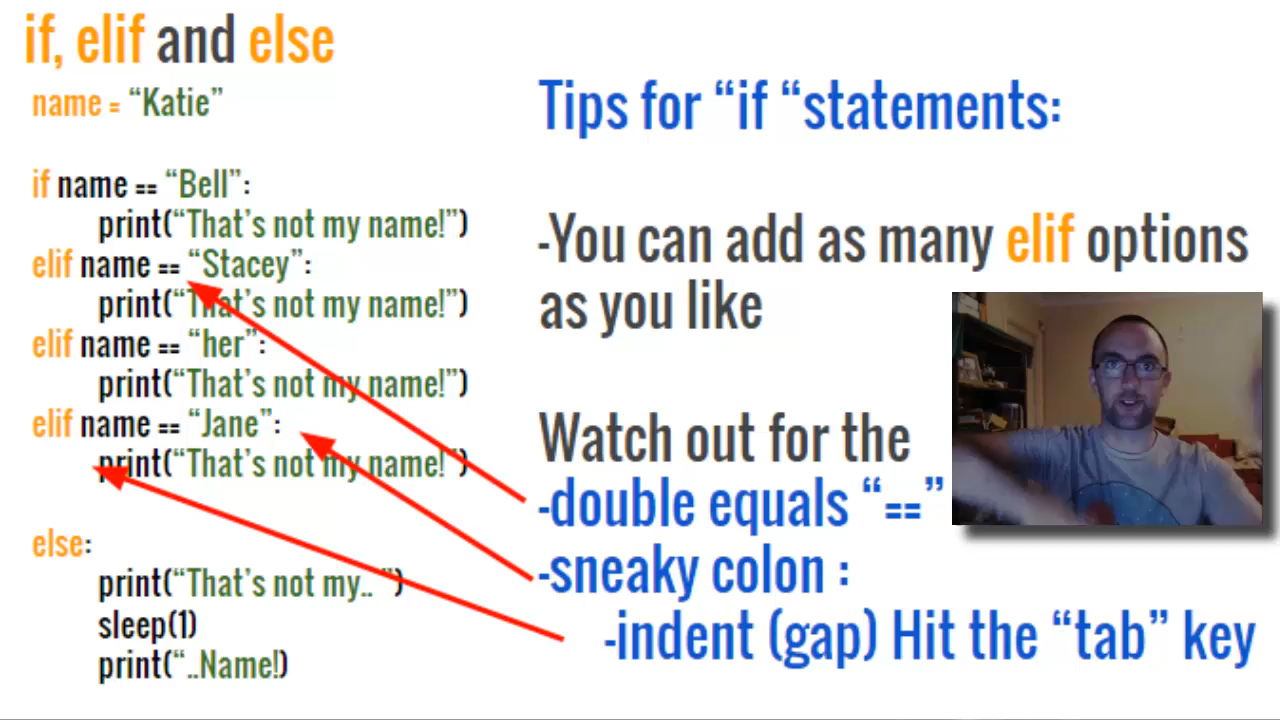 if, elif and else
name = “Katie”
if name == “Bell”:
print(“That’s not my name!”)
elif name == “Stacey”:
print(“That’s not my name!”)
elif name == “her”:
print(“That’s not my name!”)
elif name == “Jane”:
print(“That’s not my name!”)
else:
print(“That’s not my.. ”)
sleep(1)
print(“..Name!)
Tips for “if “statements:
-You can add as many elif options
as you like
Watch out for the
-double equals “==”
-sneaky colon :
-indent (gap) Hit the “tab” key